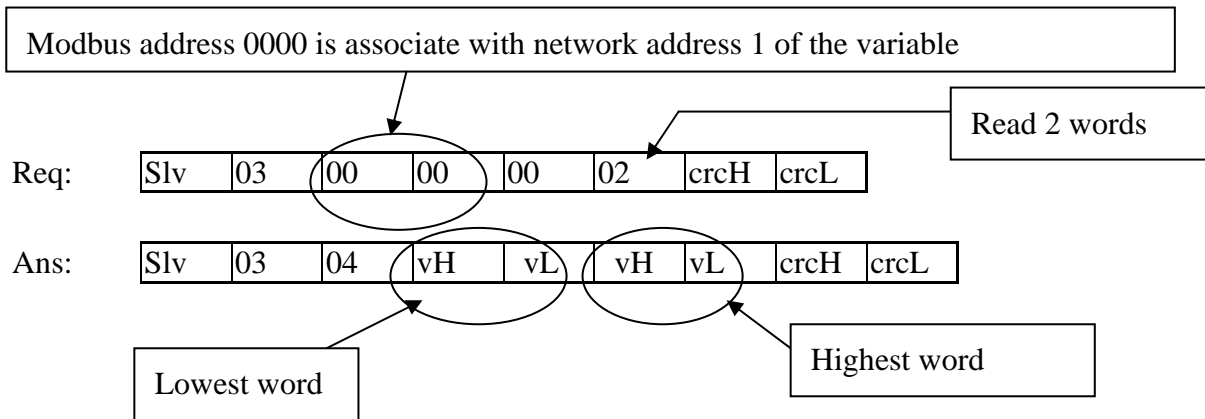 Modbus address 0000 is associate with network address 1 of the variable
Read 2 words
Req: Slv 03 00 00 00 02 crcH crcL
Ans: Slv 03 04 vH vL vH vL crcH crcL
Highest word
Lowest word